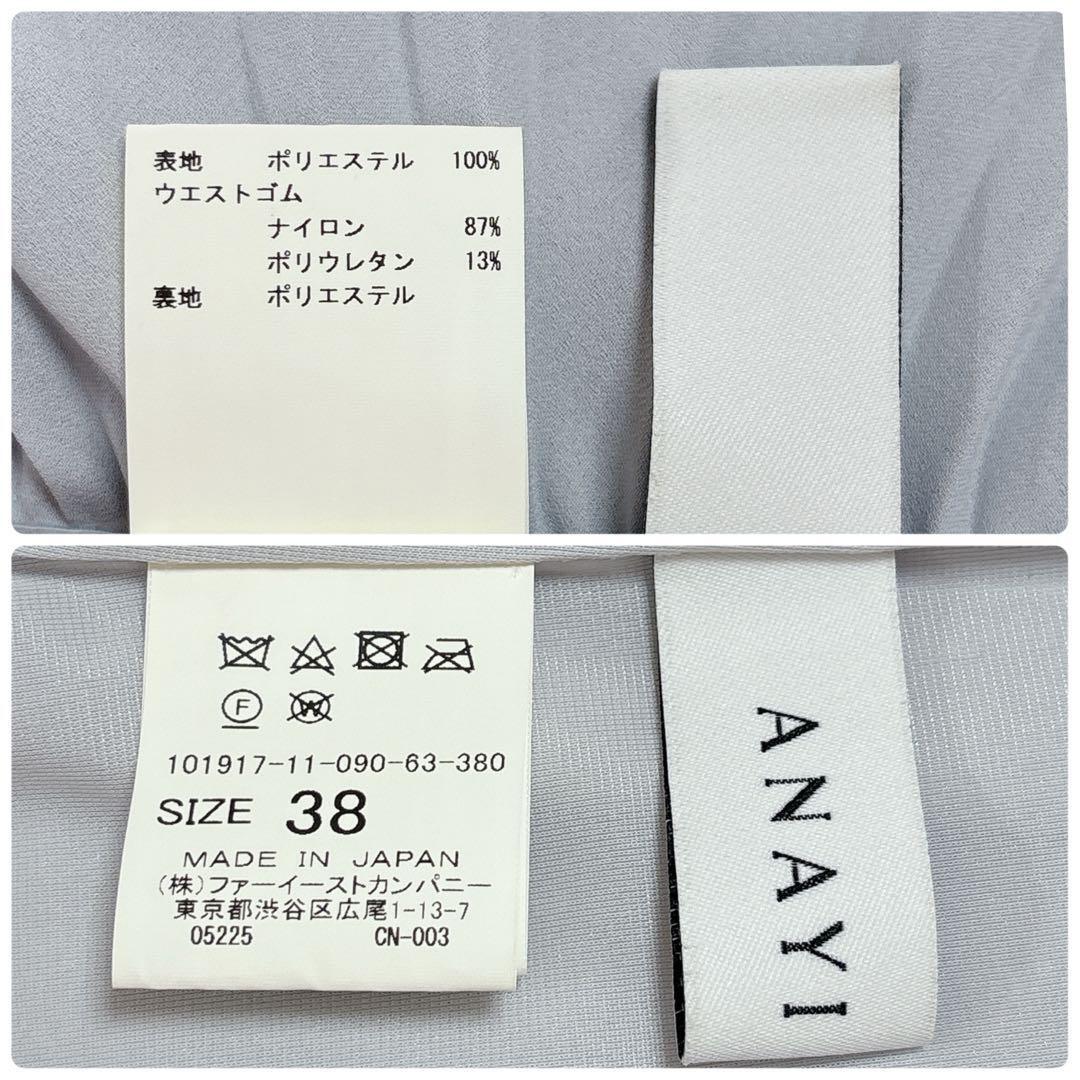 表地 ポリエステル 100%
ウエストゴム
ナイロン 87%
ポリウレタン 13%
裏地 ポリエステル
F
W
101917-11-090-63-380
SIZE 38
MADE IN JAPAN
(株)ファーイーストカンパニー
東京都渋谷区広尾1-13-7
05225 CN-003
ANAYI